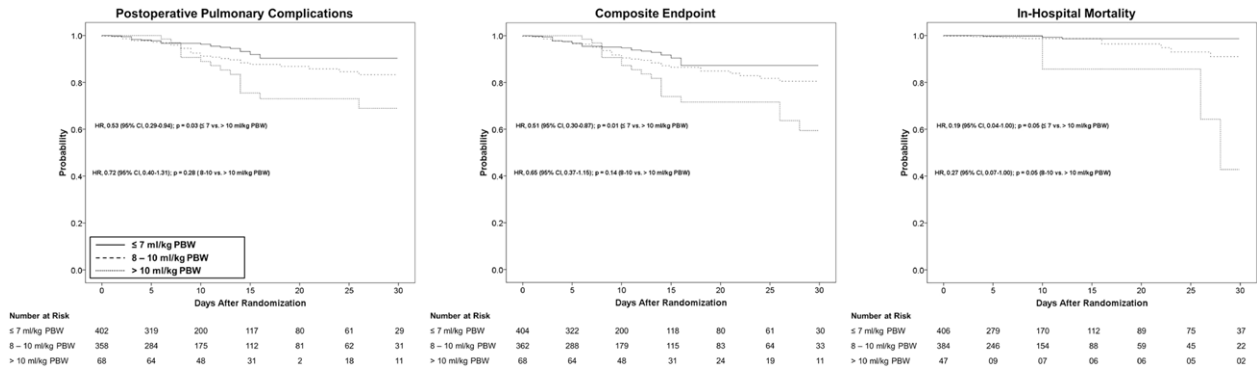 Postoperative Pulmonary Complications
Probability
1.0
0.8
0.6
0.4
0.2
0.0
HR, 0.53 (95% CI, 0.29-0.94); p = 0.03 (≤ 7 vs. > 10 ml/kg PBW)
HR, 0.72 (95% CI, 0.40-1.31); p = 0.28 ( 8-10 vs. > 10 ml/kg PBW)
≤ 7 ml/kg PBW
8 – 10 ml/kg PBW
> 10 ml/kg PBW
0 5 10 15 20 25 30
Days After Randomization
Number at Risk
≤ 7 ml/kg PBW 402 319 200 117 80 61 29
8 – 10 ml/kg PBW 358 284 175 112 81 62 31
> 10 ml/kg PBW 68 64 48 31 2 18 11
Composite Endpoint
Probability
1.0
0.8
0.6
0.4
0.2
0.0
HR, 0.51 (95% CI, 0.30-0.87); p = 0.01 (≤ 7 vs. > 10 ml/kg PBW)
HR, 0.65 (95% CI, 0.37-1.15); p = 0.14 (8-10 vs. > 10 ml/kg PBW)
0 5 10 15 20 25 30
Days After Randomization
Number at Risk
≤ 7 ml/kg PBW 404 322 200 118 80 61 30
8 – 10 ml/kg PBW 362 288 179 115 83 64 33
> 10 ml/kg PBW 68 64 48 31 24 19 11
In-Hospital Mortality
Probability
1.0
0.8
0.6
0.4
0.2
0.0
HR, 0.19 (95% CI, 0.04-1.00); p = 0.05 (≤ 7 vs. > 10 ml/kg PBW)
HR, 0.27 (95% CI, 0.07-1.00); p = 0.05 (8-10 vs. > 10 ml/kg PBW)
0 5 10 15 20 25 30
Days After Randomization
Number at Risk
≤ 7 ml/kg PBW 406 279 170 112 89 75 37
8 – 10 ml/kg PBW 384 246 154 88 59 45 22
> 10 ml/kg PBW 47 09 07 06 06 05 02